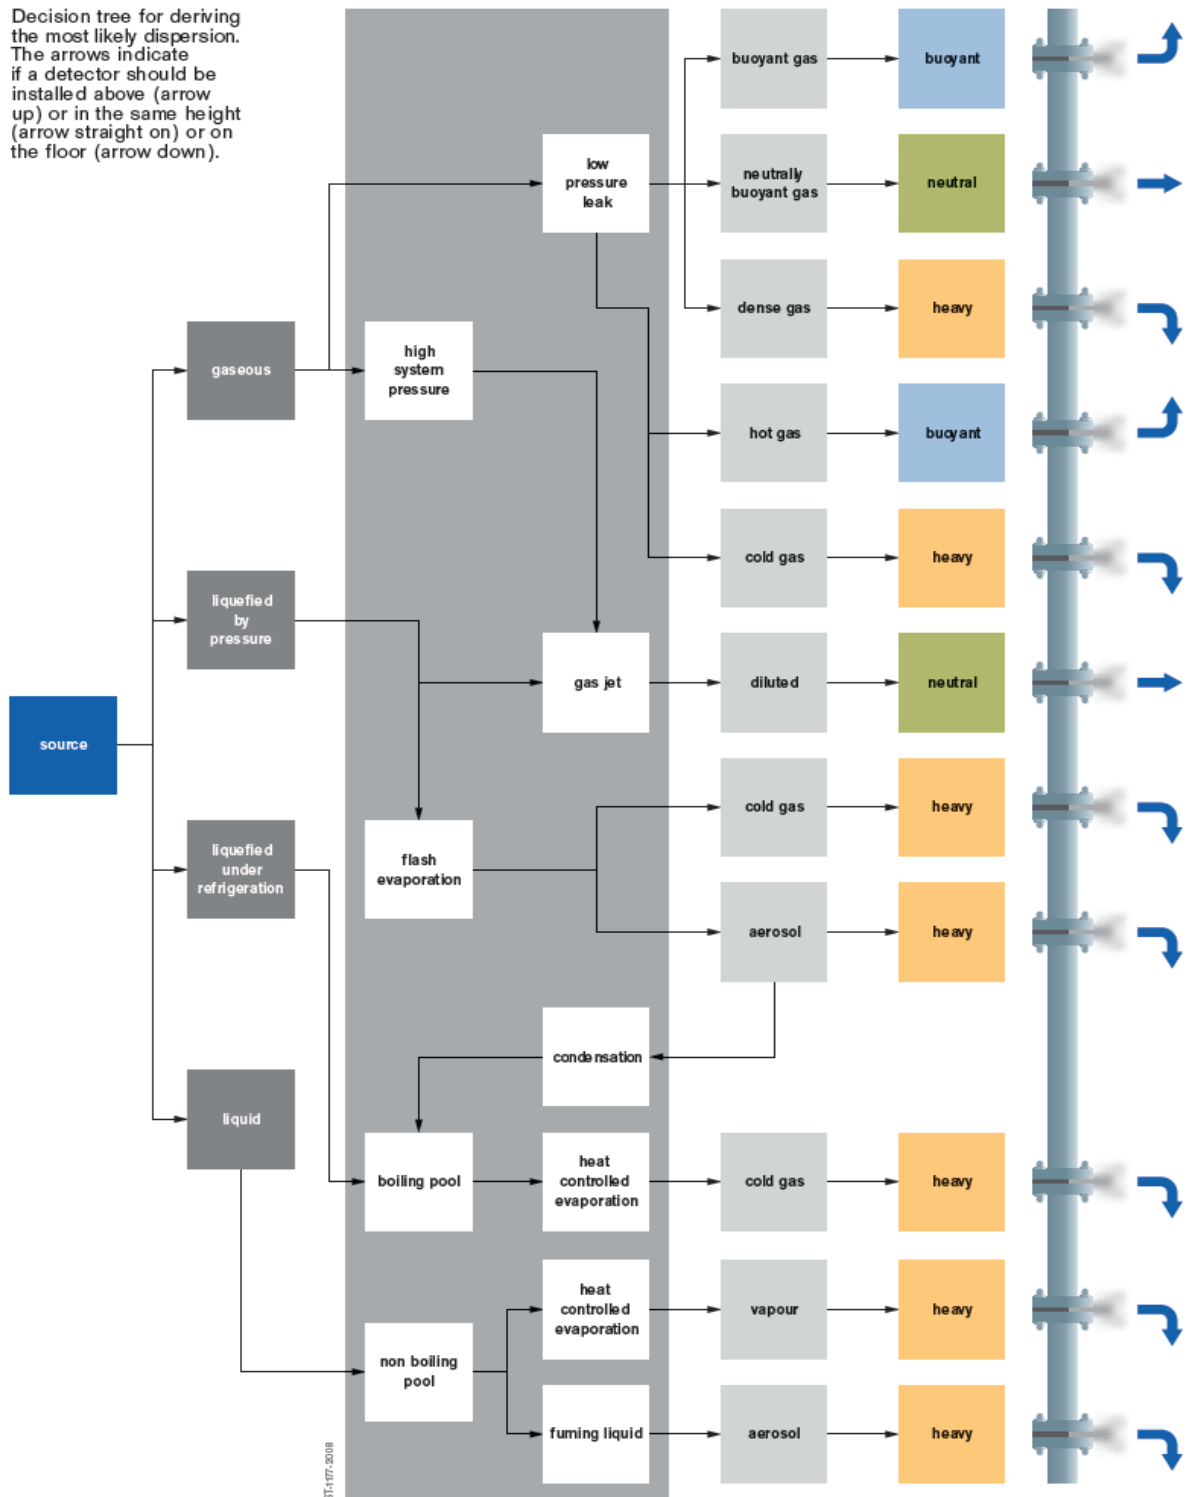 Decision tree for deriving
the most likely dispersion.
The arrows indicate
if a detector should be
installed above (arrow
up) or in the same height
(arrow straight on) or on
the floor (arrow down).
buoyant gas
buoyant
low
pressure
leak
neutrally
buoyant gas
neutral
dense gas
heavy
gaseous
high
system
pressure
hot gas
buoyant
cold gas
heavy
liquefied
by
pressure
gas jet
diluted
neutral
source
cold gas
heavy
liquefied
under
refrigeration
flash
evaporation
aerosol
heavy
condensation
liquid
boiling pool
heat
controlled
evaporation
cold gas
heavy
heat
controlled
evaporation
vapour
heavy
non boiling
pool
fuming liquid
aerosol
heavy
ST-1177-2008